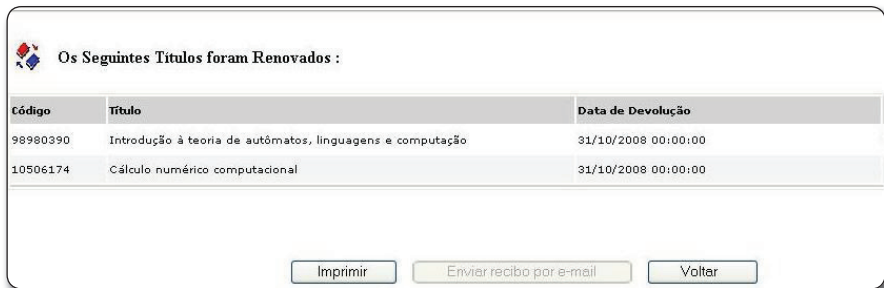 Os Seguintes Títulos foram Renovados :
Código Título Data de Devolução
98980390 Introdução à teoria de autômatos, linguagens e computação 31/10/2008 00:00:00
10506174 Cálculo numérico computacional 31/10/2008 00:00:00
Imprimir Enviar recibo por e-mail Voltar